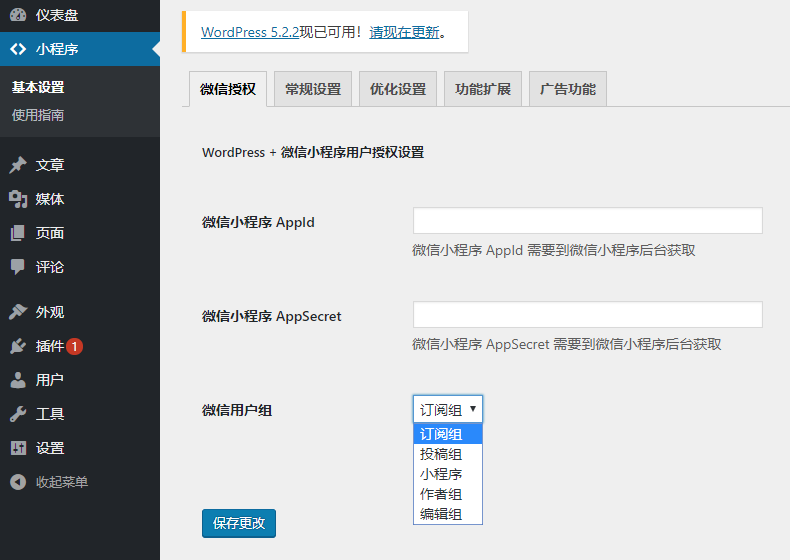 仪表盘
小程序
基本设置
使用指南
文章
媒体
页面
评论
外观
插件 1
用户
工具
设置
收起菜单
WordPress 5.2.2现已可用！请现在更新。
微信授权 常规设置 优化设置 功能扩展 广告功能
WordPress + 微信小程序用户授权设置
微信小程序 AppId
微信小程序 AppId 需要到微信小程序后台获取
微信小程序 AppSecret
微信小程序 AppSecret 需要到微信小程序后台获取
微信用户组 订阅组
订阅组
投稿组
小程序
作者组
编辑组
保存更改